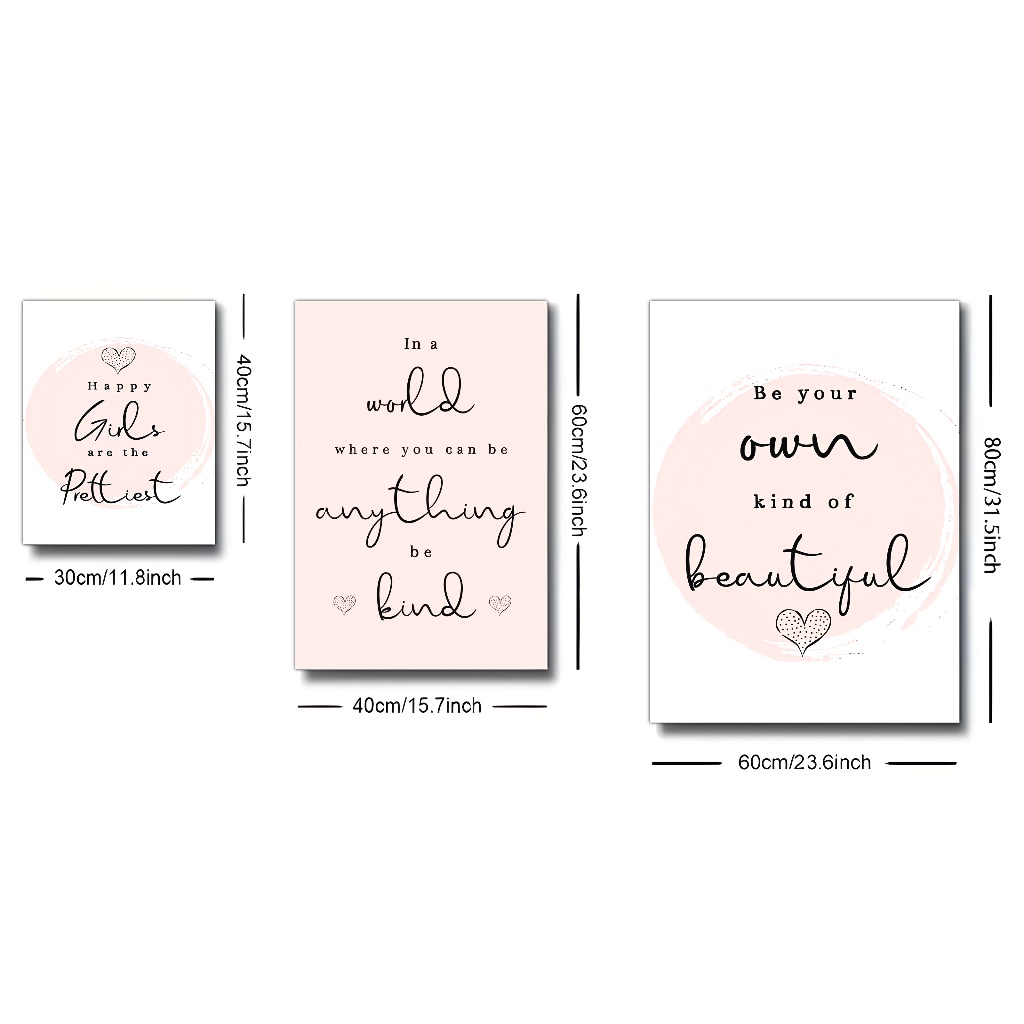 Happy
Girls
are the
Prettiest
40cm/15.7inch
30cm/11.8inch
In a
world
where you can be
anything
be
kind
60cm/23.6inch
40cm/15.7inch
Be your
own
kind of
beautiful
80cm/31.5inch
60cm/23.6inch